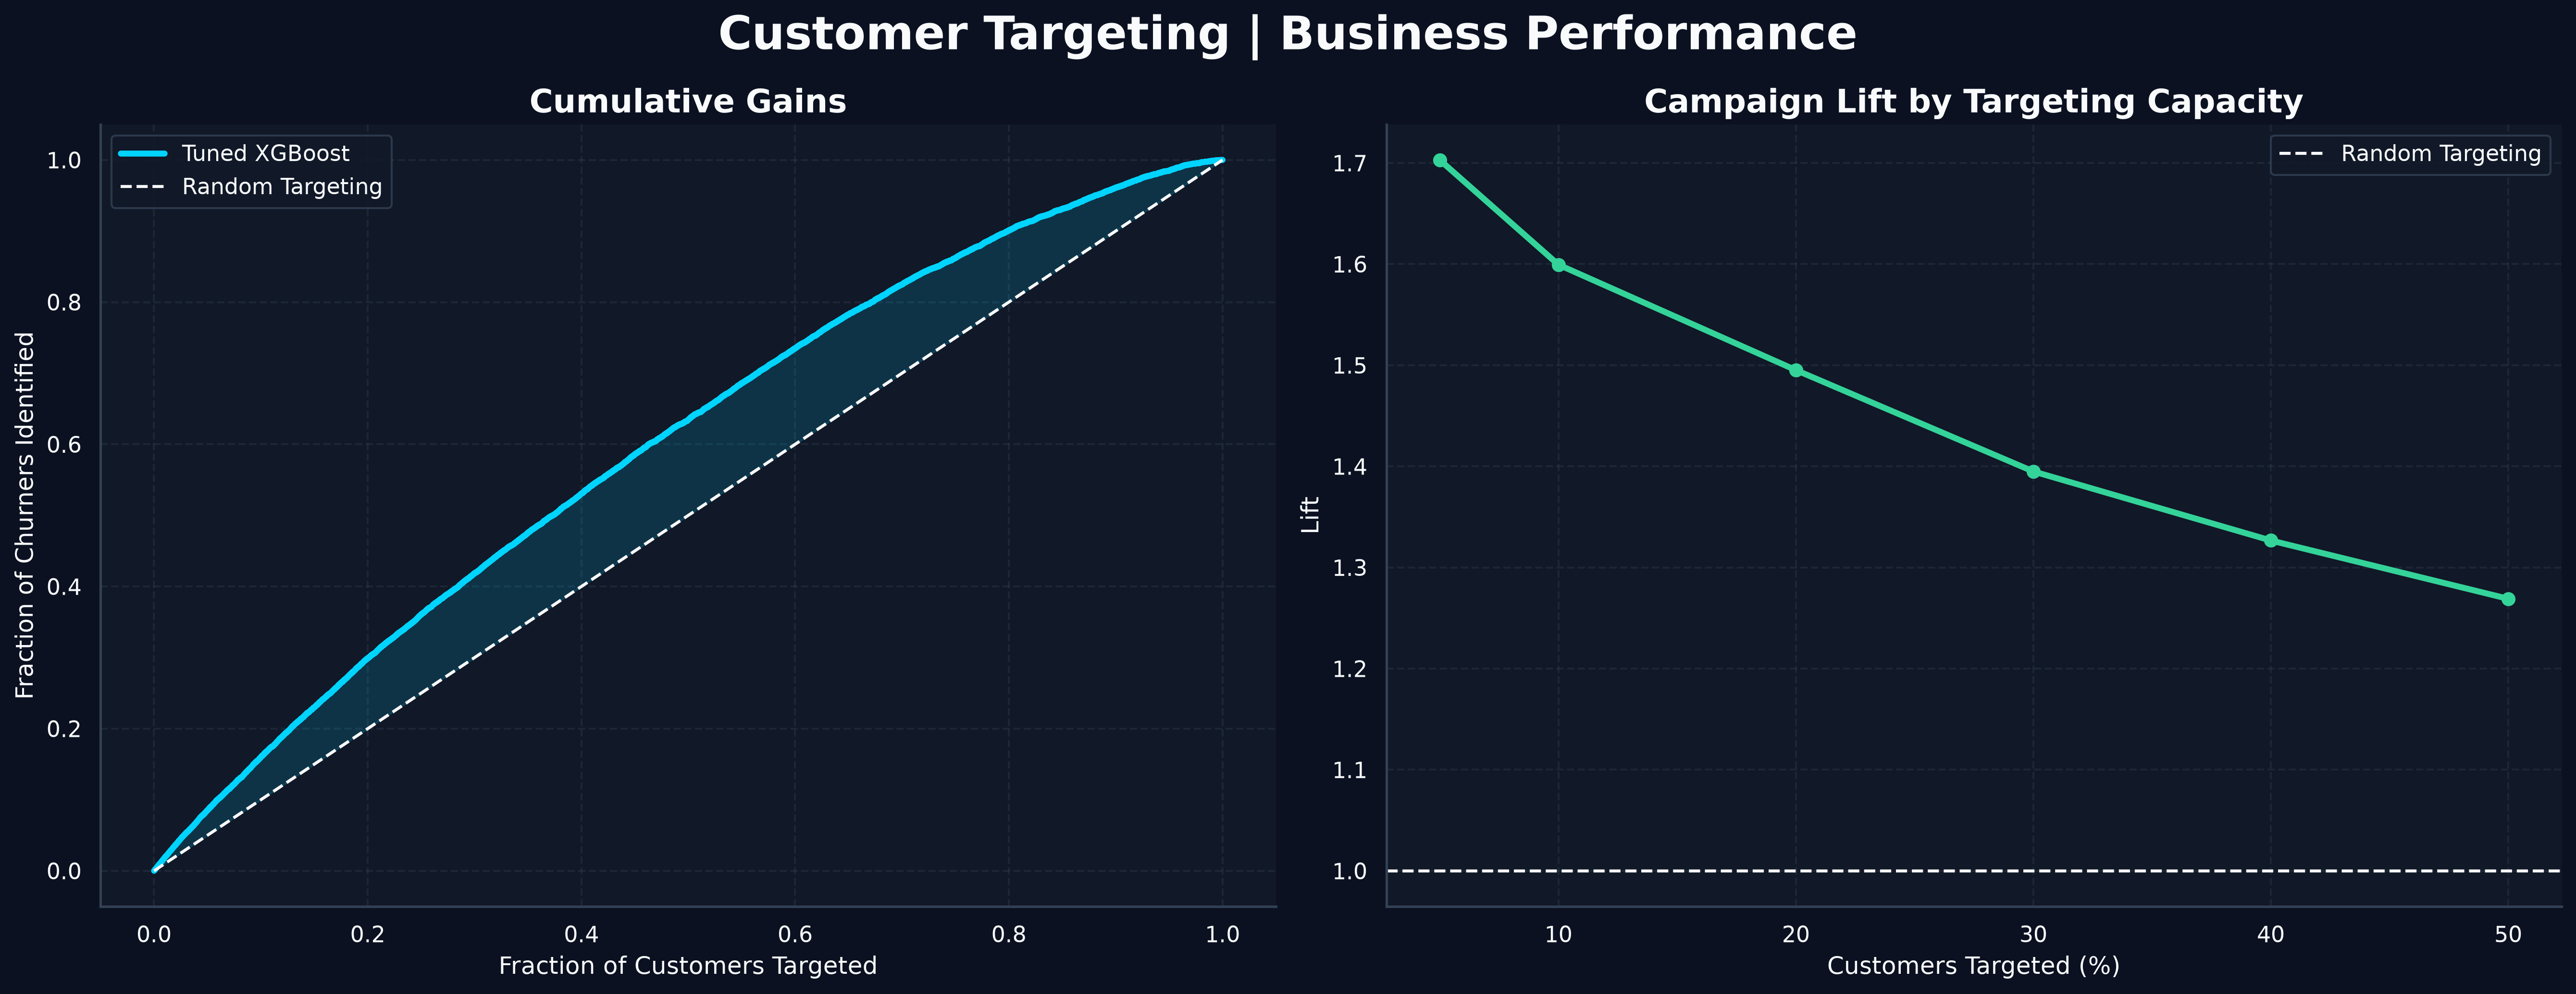 Customer Targeting | Business Performance
Cumulative Gains
Tuned XGBoost
Random Targeting
1.0
0.8
0.6
0.4
0.2
0.0
Fraction of Churners Identified
0.0 0.2 0.4 0.6 0.8 1.0
Fraction of Customers Targeted
Campaign Lift by Targeting Capacity
Random Targeting
1.7
1.6
1.5
1.4
1.3
1.2
1.1
1.0
Lift
10 20 30 40 50
Customers Targeted (%)